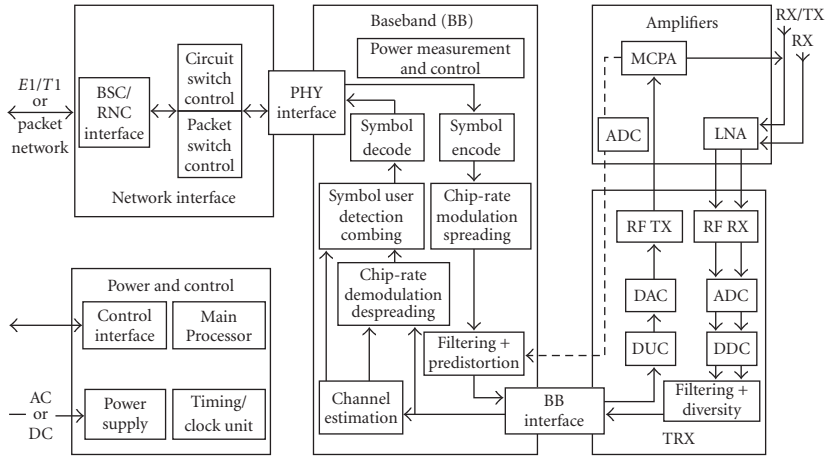 E1/T1
or
packet
network
BSC/
RNC
interface
Circuit
switch
control
Packet
switch
control
Network interface
PHY
interface
Baseband (BB)
Power measurement
and control
Symbol
decode
Symbol
encode
Symbol user
detection
combing
Chip-rate
modulation
spreading
Chip-rate
demodulation
despreading
Filtering +
predistortion
Channel
estimation
BB
interface
Amplifiers
MCPA
RX/TX
RX
ADC
LNA
RF TX
RF RX
DAC
ADC
DUC
DDC
Filtering +
diversity
TRX
Power and control
Control
interface
Main
Processor
AC
or
DC
Power
supply
Timing/
clock unit